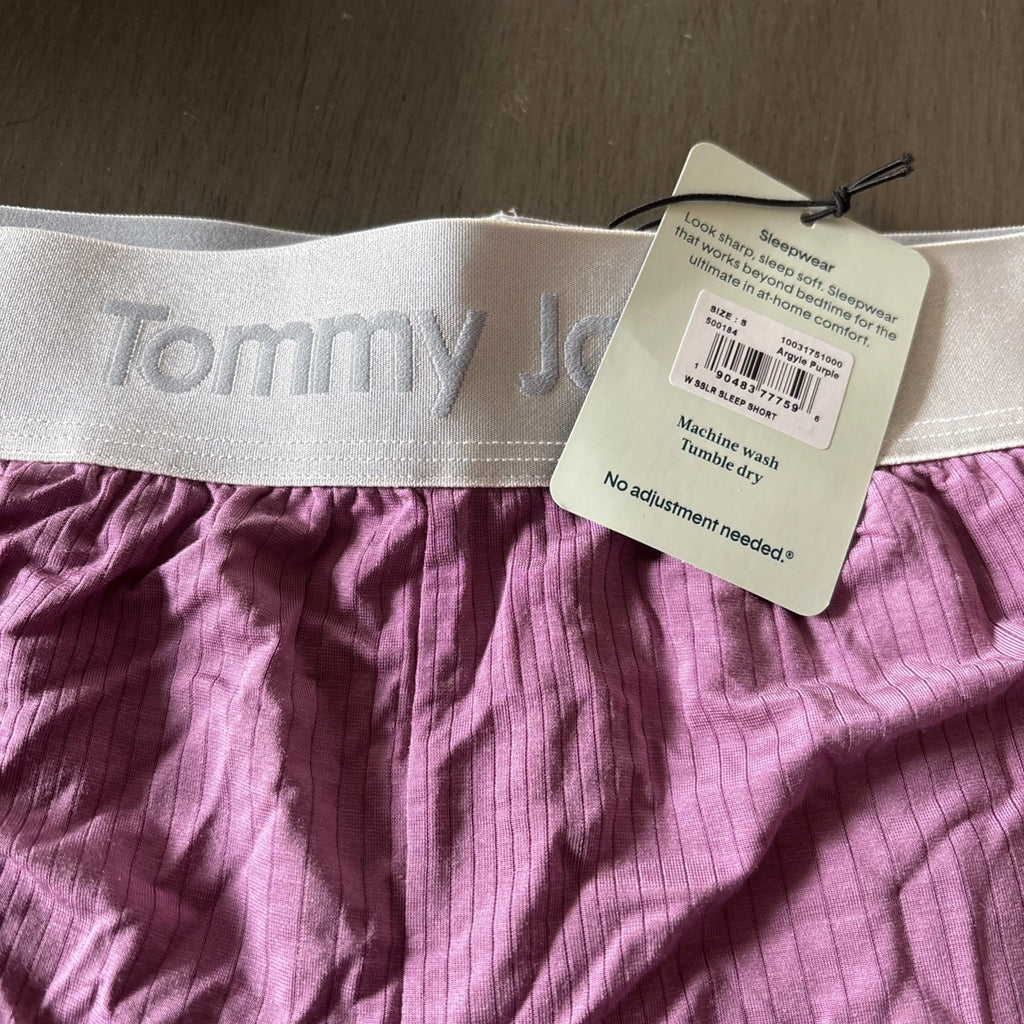 Tommy Jo
Sleepwear
Look sharp, sleep soft. Sleepwear
that works beyond bedtime for the
ultimate in at-home comfort.
SIZE : S
500184
10031751000
Argyle Purple
1 90483 77759 6
W SSLR SLEEP SHORT
Machine wash
Tumble dry
No adjustment needed.®